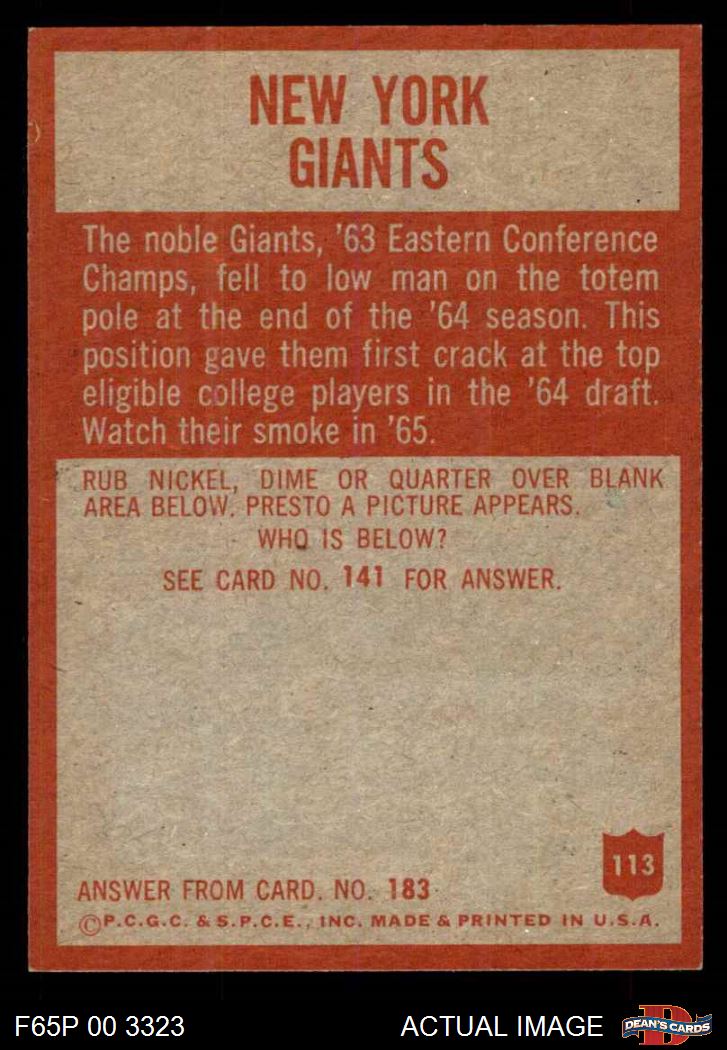 NEW YORK
GIANTS
The noble Giants, '63 Eastern Conference
Champs, fell to low man on the totem
pole at the end of the '64 season. This
position gave them first crack at the top
eligible college players in the '64 draft.
Watch their smoke in '65.
RUB NICKEL, DIME OR QUARTER OVER BLANK
AREA BELOW. PRESTO A PICTURE APPEARS.
WHO IS BELOW?
SEE CARD NO. 141 FOR ANSWER.
113
ANSWER FROM CARD. NO. 183
©P.C.G.C. & S.P.C.E., INC. MADE & PRINTED IN U.S.A.
F65P 00 3323
ACTUAL IMAGE
D
DEAN'S CARDS